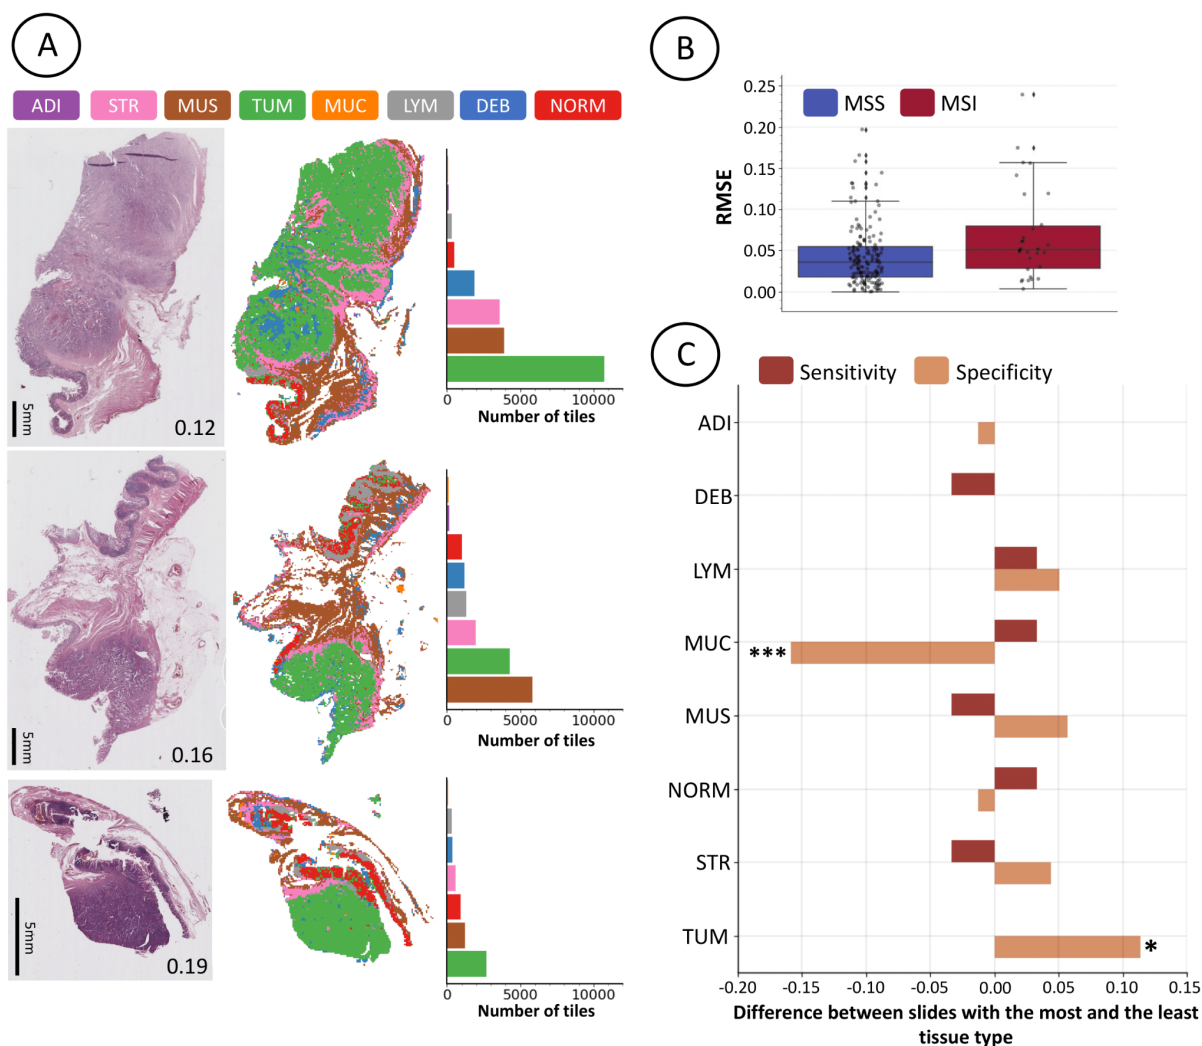 A
ADI STR MUS TUM MUC LYM DEB NORM
5mm
0.12
0 5000 10000
Number of tiles
5mm
0.16
0 5000 10000
Number of tiles
5mm
0.19
0 5000 10000
Number of tiles
B
MSS MSI
RMSE
0.25
0.20
0.15
0.10
0.05
0.00
C
Sensitivity Specificity
ADI
DEB
LYM
MUC
***
MUS
NORM
STR
TUM
*
-0.20 -0.15 -0.10 -0.05 0.00 0.05 0.10 0.15
Difference between slides with the most and the least
tissue type